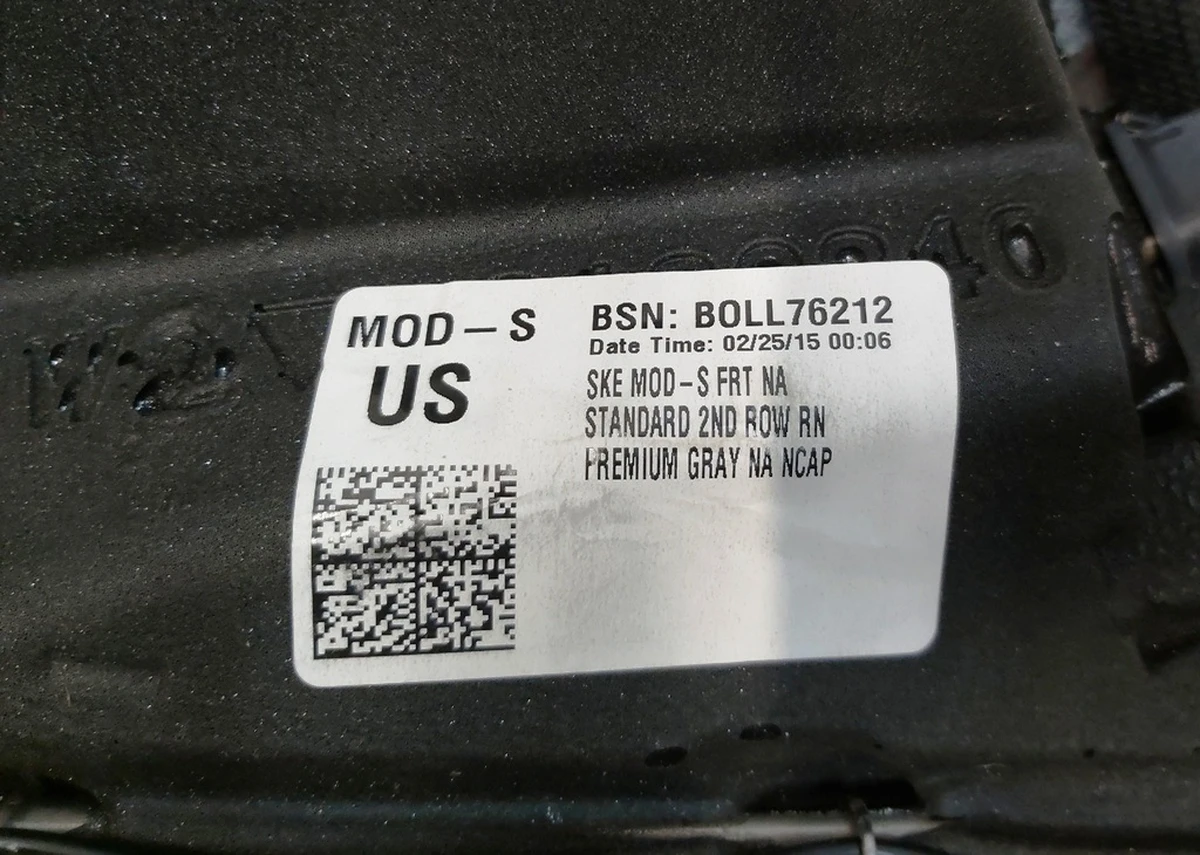 MOD-S
US
BSN: BOLL76212
Date Time: 02/25/15 00:06
SKE MOD-S FRT NA
STANDARD 2ND ROW RN
PREMIUM GRAY NA NCAP